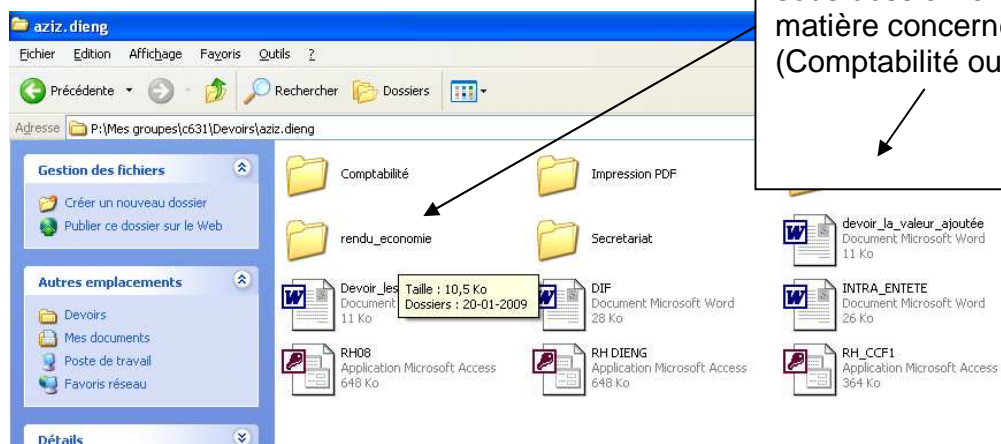 aziz.dieng
matière concerne
(Comptabilité ou
Fichier Edition Affichage Favoris Outils ?
Précédente Rechercher Dossiers
Adresse P:\Mes groupes\c631\Devoirs\aziz.dieng
Gestion des fichiers
Créer un nouveau dossier
Publier ce dossier sur le Web
Autres emplacements
Devoirs
Mes documents
Poste de travail
Favoris réseau
Détails
Comptabilité
Impression PDF
rendu_economie
Secretariat
devoir_la_valeur_ajoutée
Document Microsoft Word
11 Ko
Devoir_les
Document
11 Ko
Taille : 10,5 Ko
Dossiers : 20-01-2009
DIF
Document Microsoft Word
28 Ko
INTRA_ENTETE
Document Microsoft Word
26 Ko
RH08
Application Microsoft Access
648 Ko
RH DIENG
Application Microsoft Access
648 Ko
RH_CCF1
Application Microsoft Access
364 Ko